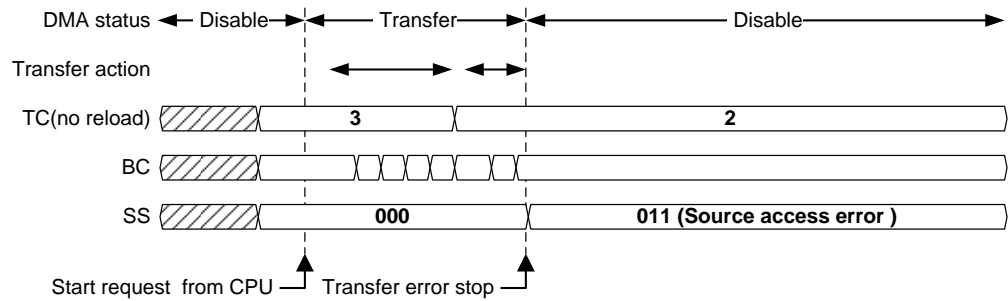 DMA status Disable Transfer Disable
Transfer action
TC(no reload) 3 2
BC
SS 000 011 (Source access error )
Start request from CPU Transfer error stop